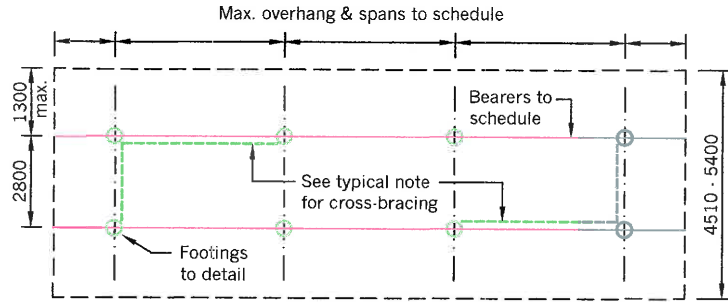 Max. overhang & spans to schedule
1300
max.
Bearers to
schedule
2800
See typical note
for cross-bracing
4510 - 5400
Footings
to detail